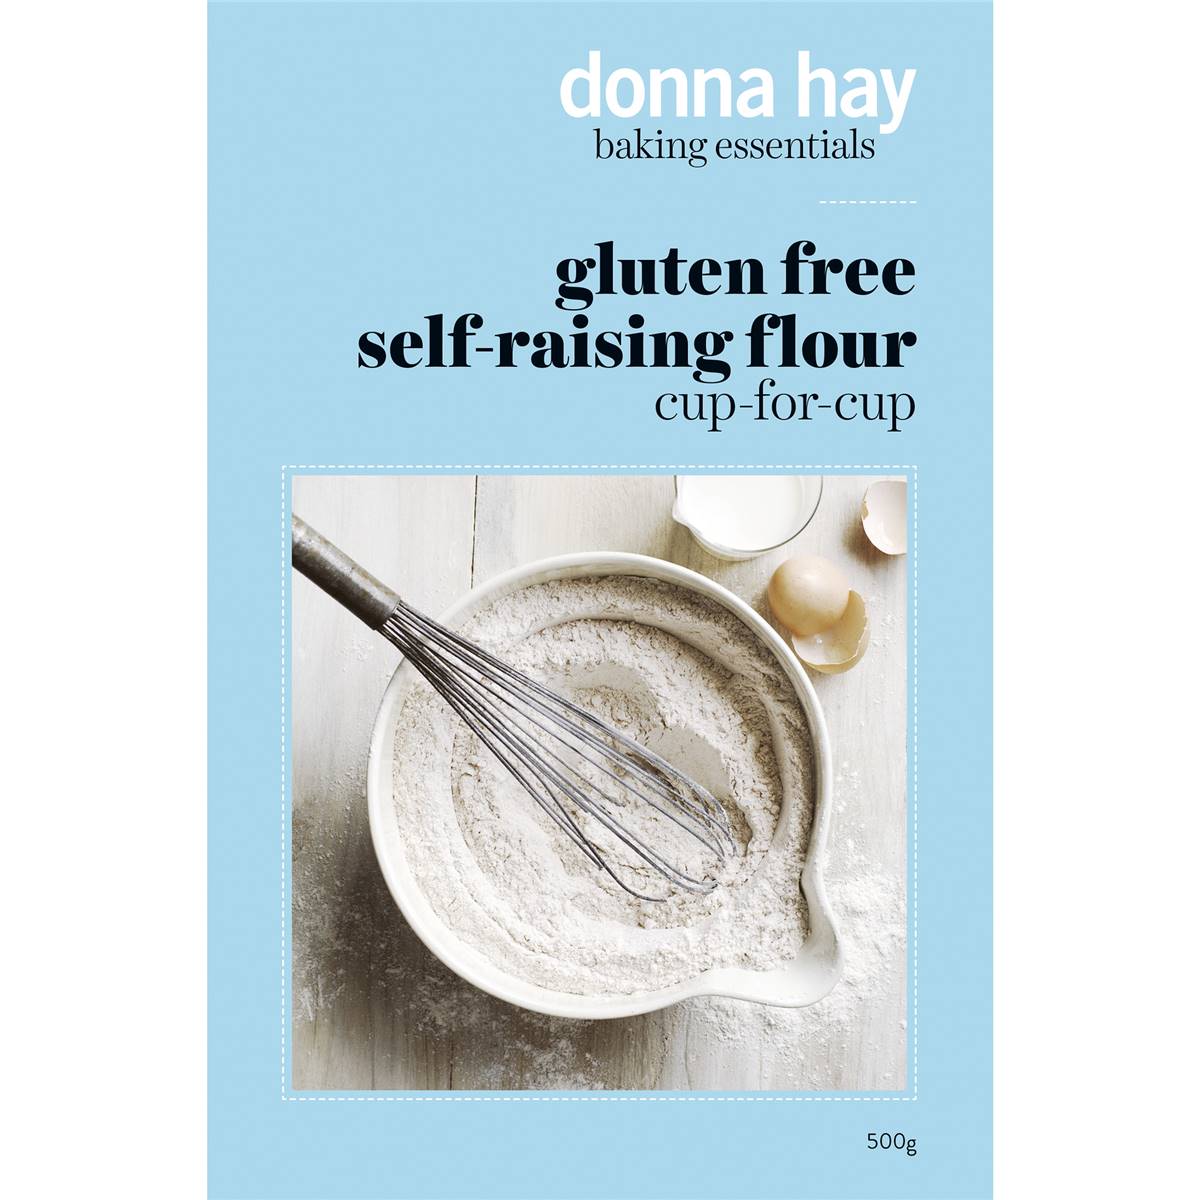 donna hay
baking essentials
gluten free
self-raising flour
cup-for-cup
500g